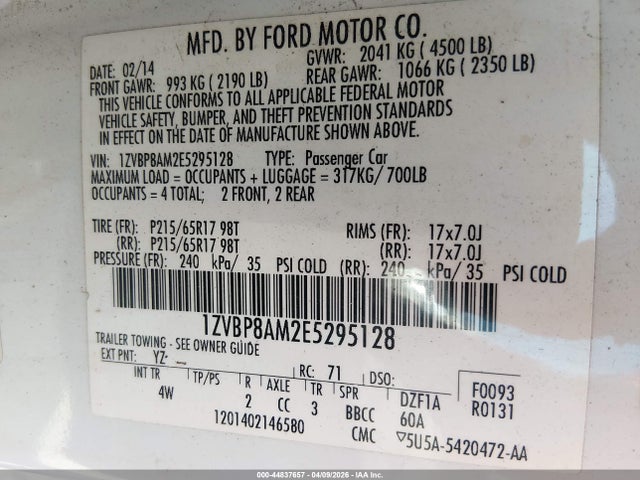 MFD. BY FORD MOTOR CO.
DATE: 02/14 GVWR: 2041 KG ( 4500 LB)
FRONT GAWR: 993 KG ( 2190 LB) REAR GAWR: 1066 KG ( 2350 LB)
THIS VEHICLE CONFORMS TO ALL APPLICABLE FEDERAL MOTOR
VEHICLE SAFETY, BUMPER, AND THEFT PREVENTION STANDARDS
IN EFFECT ON THE DATE OF MANUFACTURE SHOWN ABOVE.
VIN: 1ZVBP8AM2E5295128 TYPE: Passenger Car
MAXIMUM LOAD = OCCUPANTS + LUGGAGE = 317KG/ 700LB
OCCUPANTS = 4 TOTAL; 2 FRONT, 2 REAR
TIRE (FR): P215/65R17 98T RIMS (FR): 17x7.0J
(RR): P215/65R17 98T (RR): 17x7.0J
PRESSURE (FR): 240 kPa/ 35 PSI COLD (RR): 240 kPa/ 35 PSI COLD
1ZVBP8AM2E5295128
TRAILER TOWING - SEE OWNER GUIDE
EXT PNT: YZ RC: 71 DSO: F0093
INT TR TP/PS R AXLE TR SPR DZF1A R0131
4W 2 CC 3 BBCC 60A
1201402146580 CMC ▽5U5A-5420472-AA
000-44837657 - 04/09/2026 - IAA Inc.